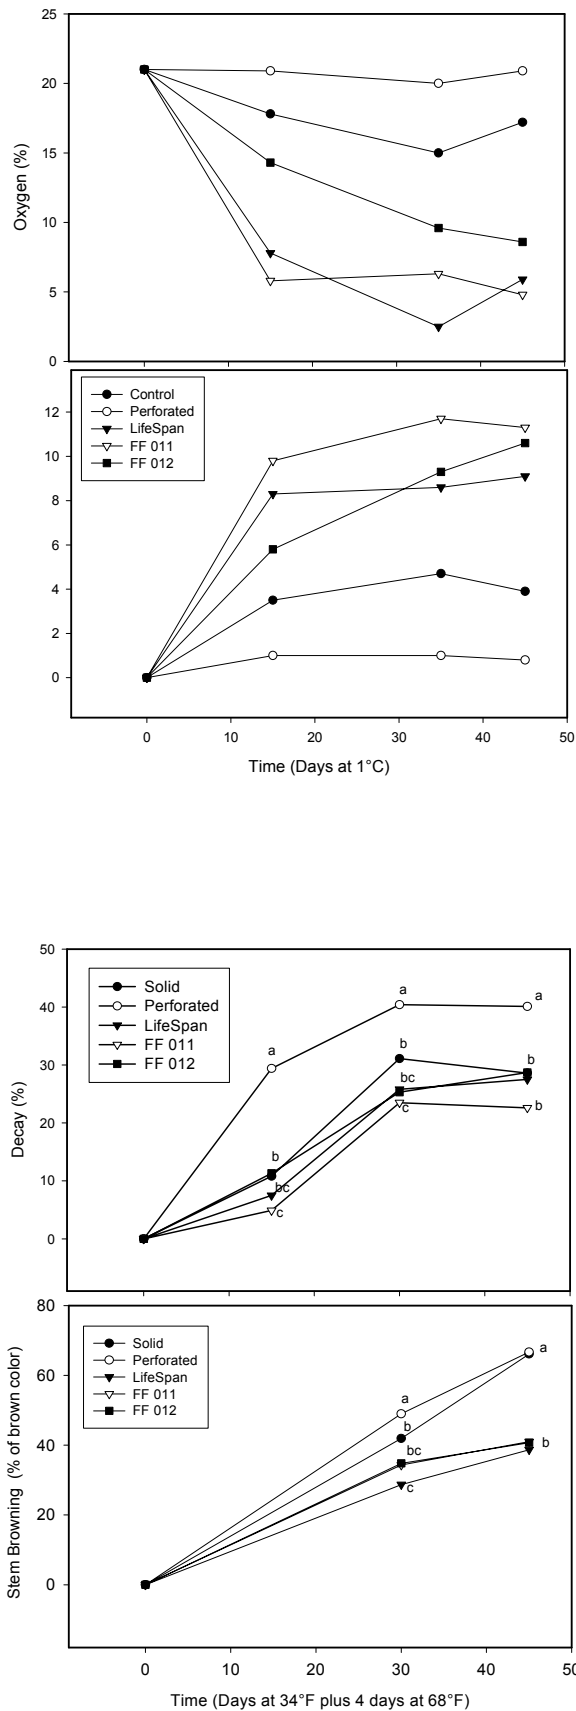 25
20
15
10
5
0
Oxygen (%)
Control
Perforated
LifeSpan
FF 011
FF 012
12
10
8
6
4
2
0
0 10 20 30 40 50
Time (Days at 1°C)
50
40
30
20
10
0
Decay (%)
Solid
Perforated
LifeSpan
FF 011
FF 012
a
a
a
b
b
b
bc
bc
b
c
c
80
60
40
20
0
Stem Browning (% of brown color)
Solid
Perforated
LifeSpan
FF 011
FF 012
a
a
b
bc
b
c
0 10 20 30 40 50
Time (Days at 34°F plus 4 days at 68°F)